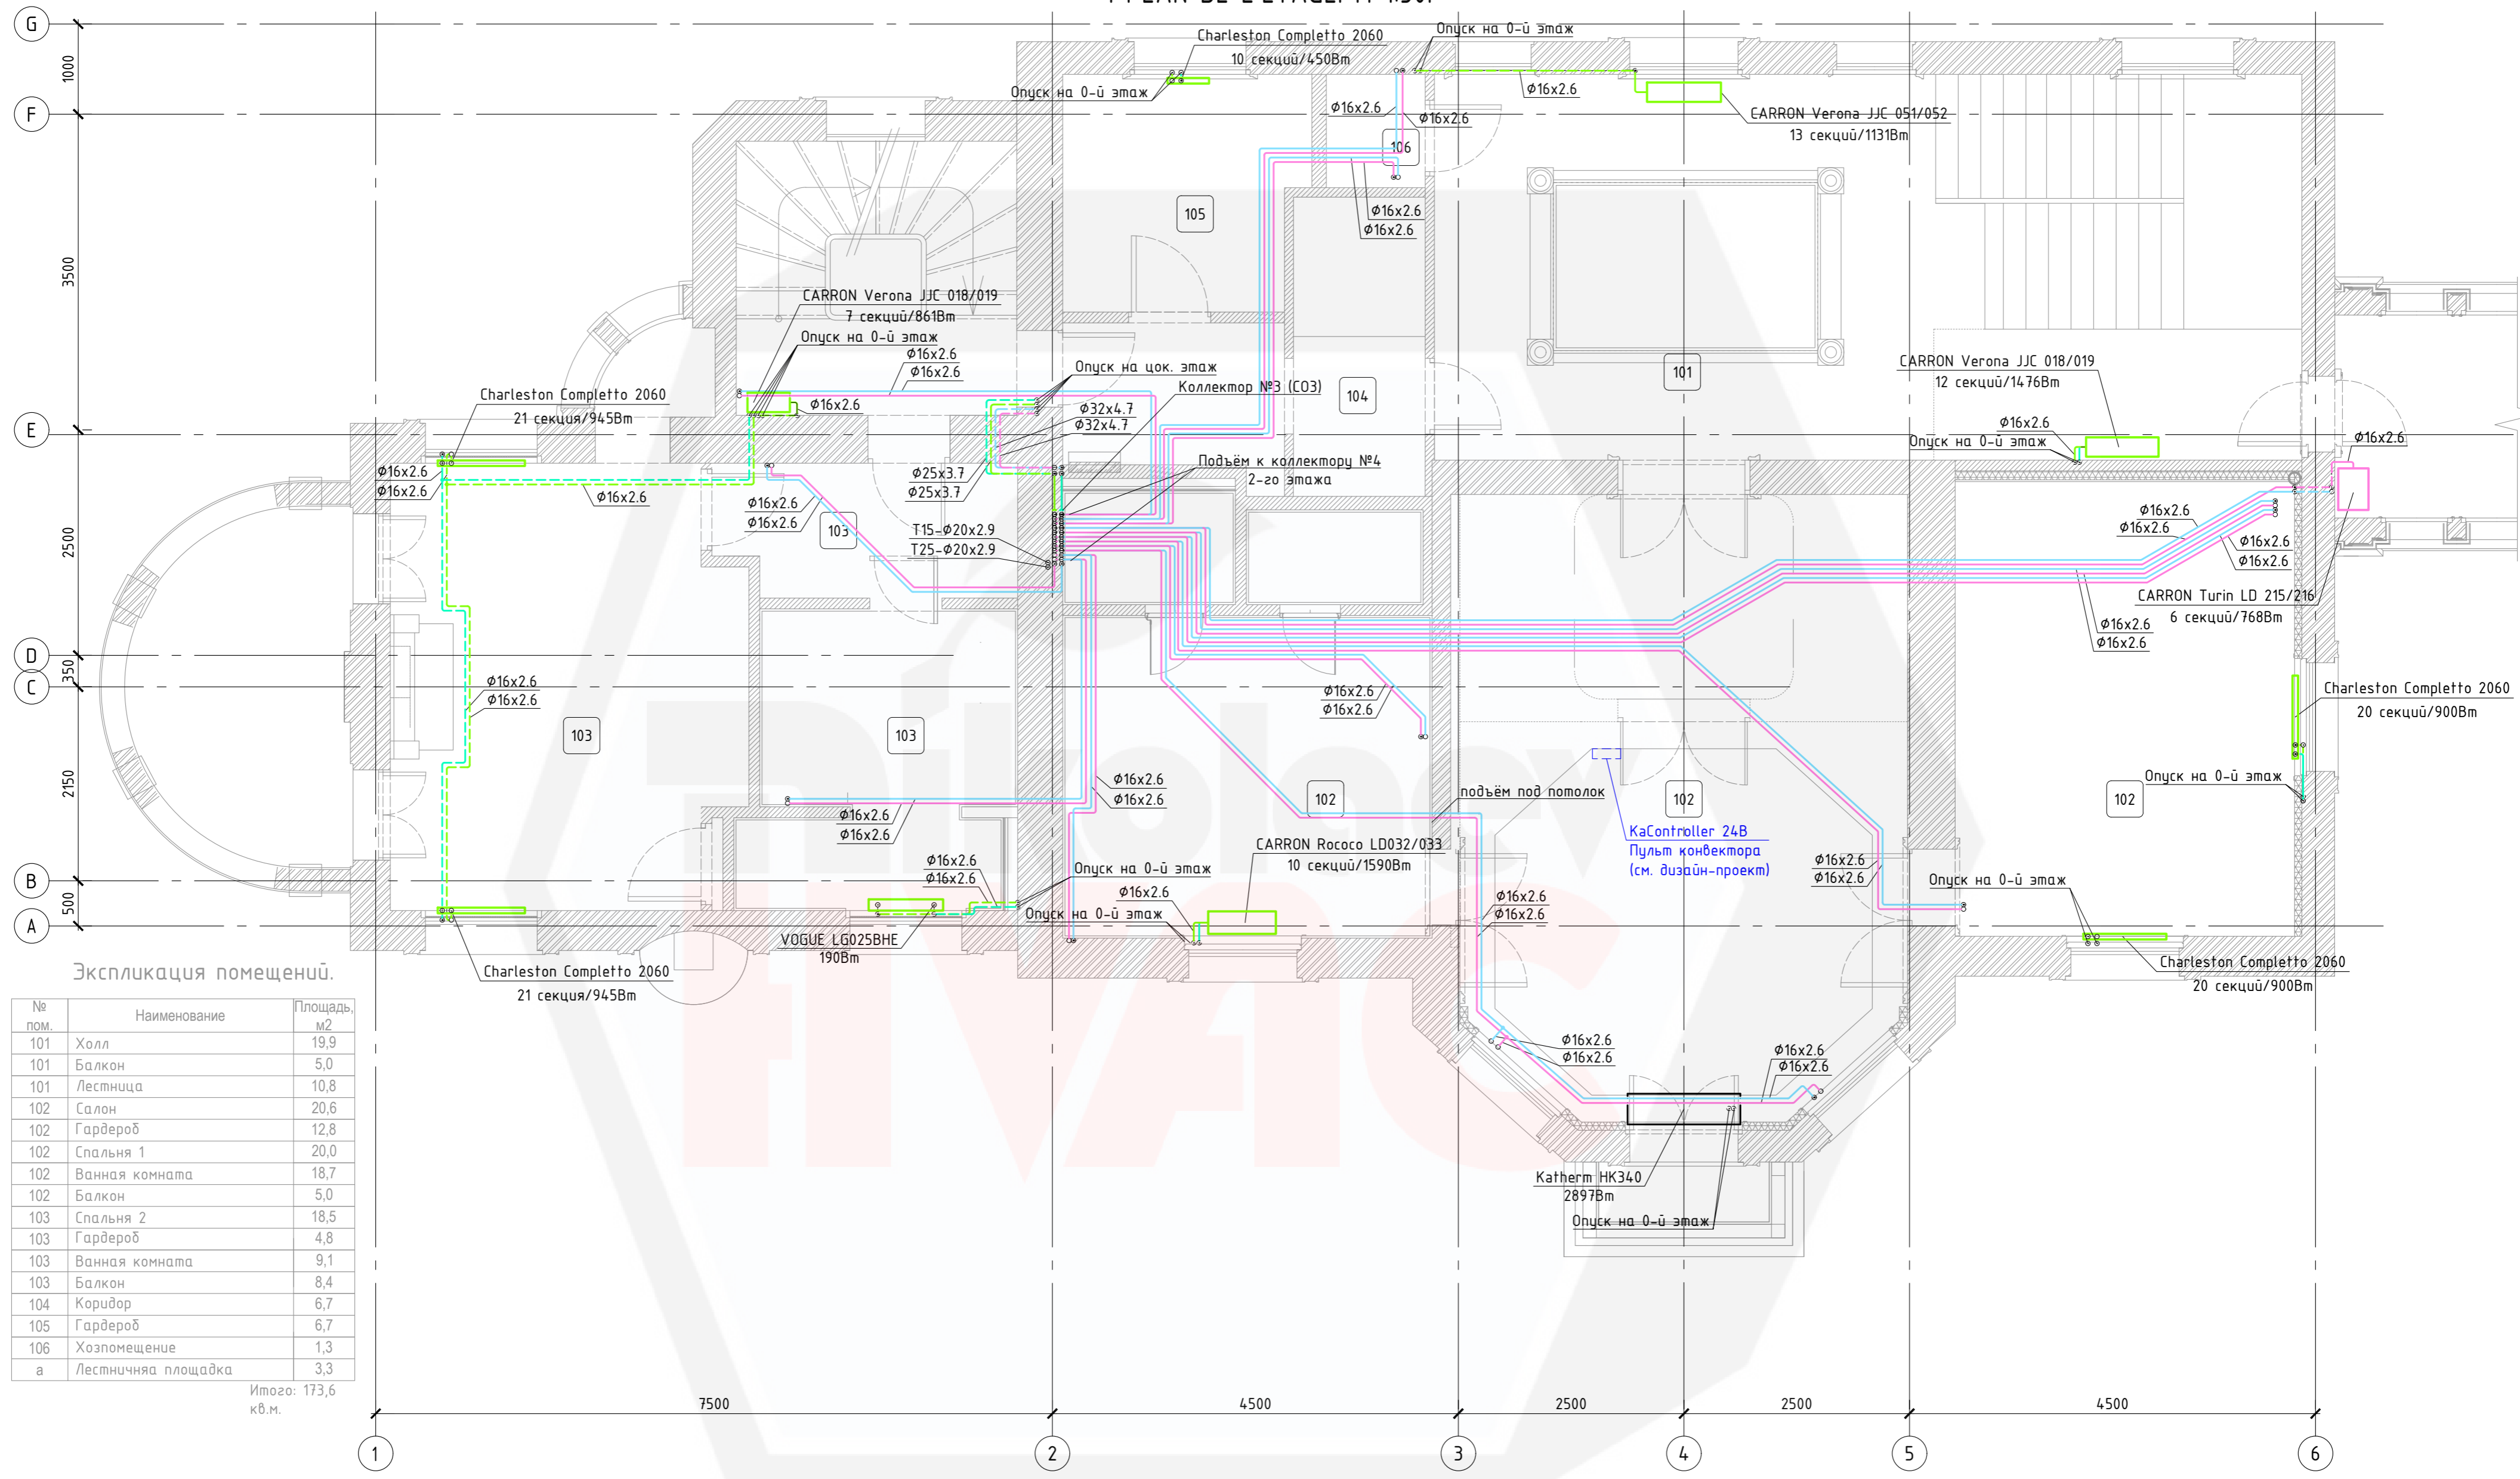 G
F
E
D
C
B
A
1000
3500
2500
350
2150
500
Charleston Completto 2060
10 секций/450Вт
Опуск на 0-й этаж
Опуск на 0-й этаж
Ø16x2.6
Ø16x2.6
Ø16x2.6
CARRON Verona JJC 051/052
13 секций/1131Вт
106
105
Ø16x2.6
Ø16x2.6
CARRON Verona JJC 018/019
7 секций/861Вт
Опуск на 0-й этаж
Ø16x2.6
Ø16x2.6
Опуск на цок. этаж
Коллектор №3 (СО3)
Charleston Completto 2060
21 секция/945Вт
Ø16x2.6
Ø32x4.7
Ø32x4.7
104
101
CARRON Verona JJC 018/019
12 секций/1476Вт
Ø16x2.6
Опуск на 0-й этаж
Ø16x2.6
Ø16x2.6
Ø16x2.6
Ø16x2.6
Ø25x3.7
Ø25x3.7
Подъём к коллектору №4
2-го этажа
Ø16x2.6
Ø16x2.6
103
T15-Ø20x2.9
T25-Ø20x2.9
Ø16x2.6
Ø16x2.6
Ø16x2.6
Ø16x2.6
CARRON Turin LD 215/216
6 секций/768Вт
Ø16x2.6
Ø16x2.6
Ø16x2.6
Ø16x2.6
103
103
Ø16x2.6
Ø16x2.6
Charleston Completto 2060
20 секций/900Вт
Ø16x2.6
Ø16x2.6
подъём под потолок
102
102
102
Опуск на 0-й этаж
Ø16x2.6
Ø16x2.6
KaController 24В
Пульт конвектора
(см. дизайн-проект)
CARRON Rococo LD032/033
10 секций/1590Вт
Ø16x2.6
Ø16x2.6
Опуск на 0-й этаж
Ø16x2.6
Опуск на 0-й этаж
Ø16x2.6
Ø16x2.6
Опуск на 0-й этаж
Ø16x2.6
Ø16x2.6
VOGUE LG025BHE
190Вт
Charleston Completto 2060
21 секция/945Вт
Charleston Completto 2060
20 секций/900Вт
Ø16x2.6
Ø16x2.6
Ø16x2.6
Ø16x2.6
Katherm HK340
2897Вт
Опуск на 0-й этаж
Nikolaev
HVAC
Экспликация помещений.
№ пом. Наименование Площадь, м2
101 Холл 19,9
101 Балкон 5,0
101 Лестница 10,8
102 Салон 20,6
102 Гардероб 12,8
102 Спальня 1 20,0
102 Ванная комната 18,7
102 Балкон 5,0
103 Спальня 2 18,5
103 Гардероб 4,8
103 Ванная комната 9,1
103 Балкон 8,4
104 Коридор 6,7
105 Гардероб 6,7
106 Хозпомещение 1,3
а Лестничняа площадка 3,3
Итого: 173,6
кв.м.
7500
4500
2500
2500
4500
1
2
3
4
5
6